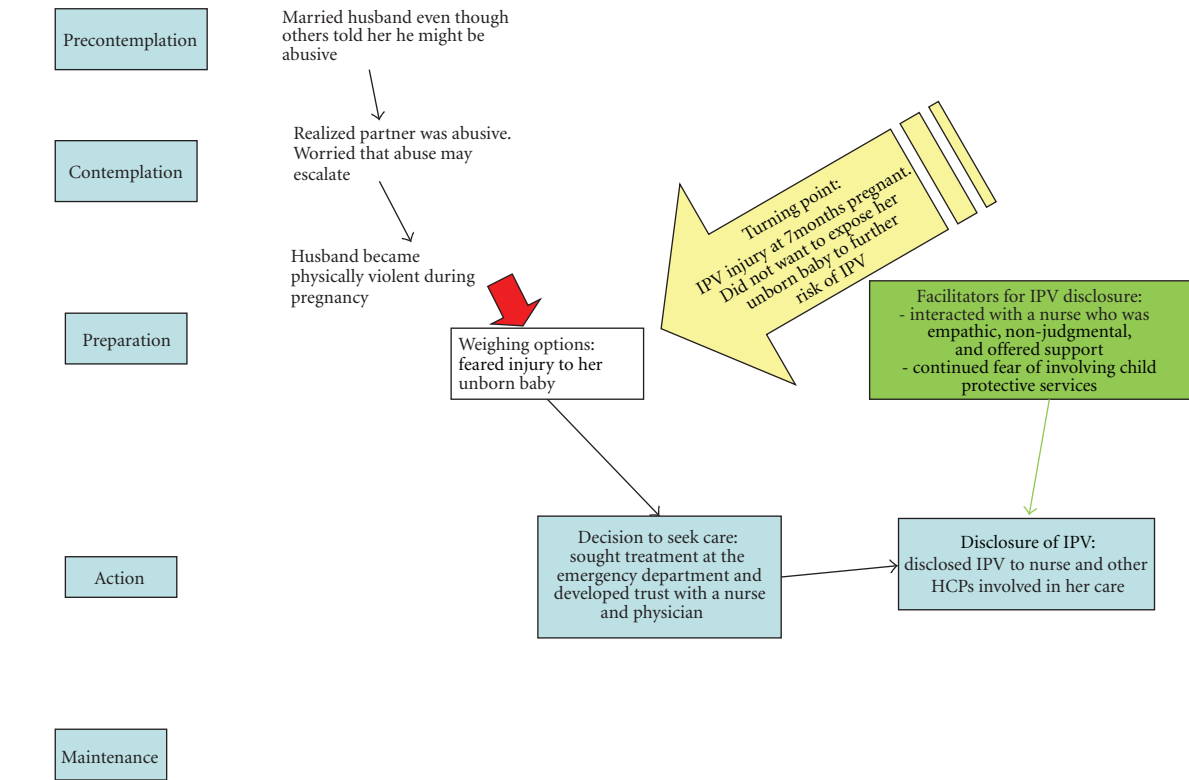 Precontemplation
Married husband even though
others told her he might be
abusive
Contemplation
Realized partner was abusive.
Worried that abuse may
escalate
Turning point:
IPV injury at 7months pregnant.
Did not want to expose her
unborn baby to further
risk of IPV
Husband became
physically violent during
pregnancy
Preparation
Weighing options:
feared injury to her
unborn baby
Facilitators for IPV disclosure:
- interacted with a nurse who was
empathic, non-judgmental,
and offered support
- continued fear of involving child
protective services
Action
Decision to seek care:
sought treatment at the
emergency department and
developed trust with a nurse
and physician
Disclosure of IPV:
disclosed IPV to nurse and other
HCPs involved in her care
Maintenance